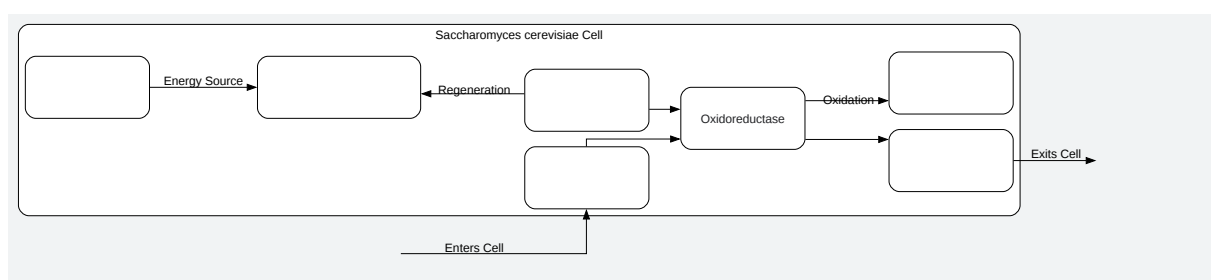 Saccharomyces cerevisiae Cell
Energy Source
Regeneration
Oxidoreductase
Oxidation
Exits Cell
Enters Cell